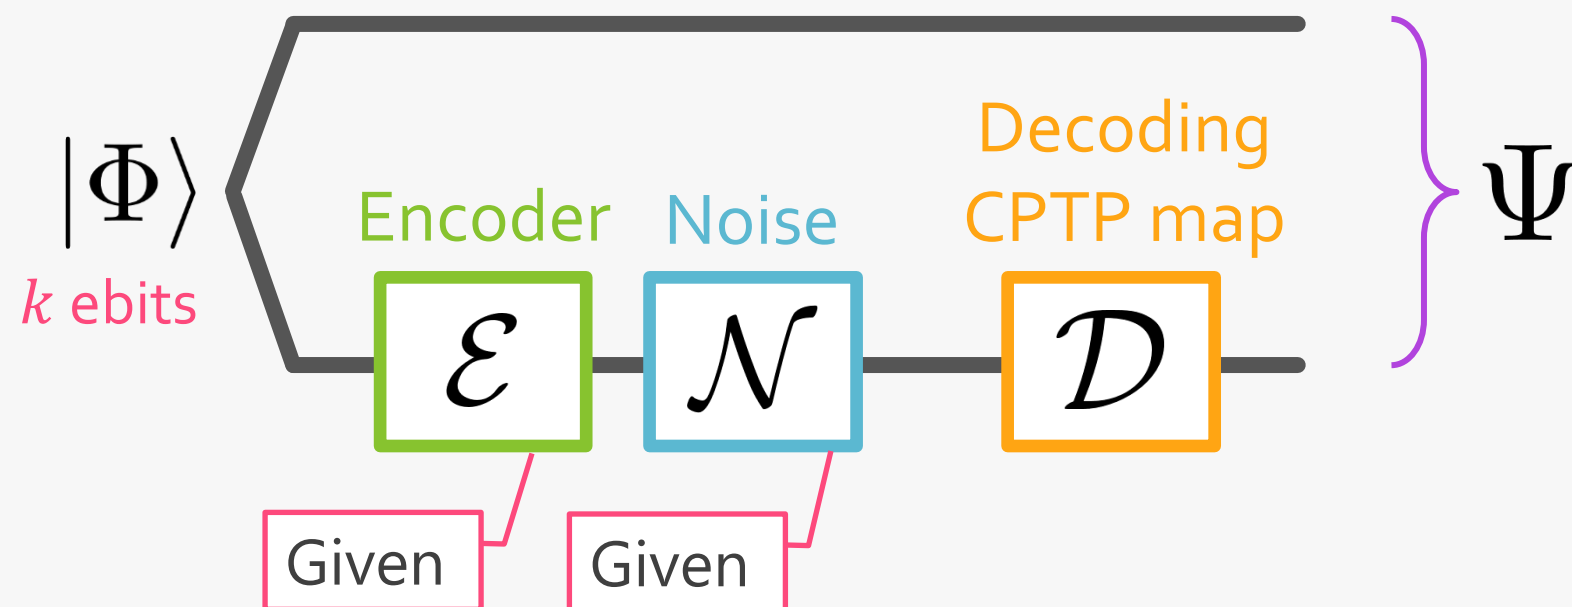 Decoding
CPTP map
|Φ⟩
Encoder
Noise
Ψ
k ebits
ℰ
𝒩
𝒟
Given
Given